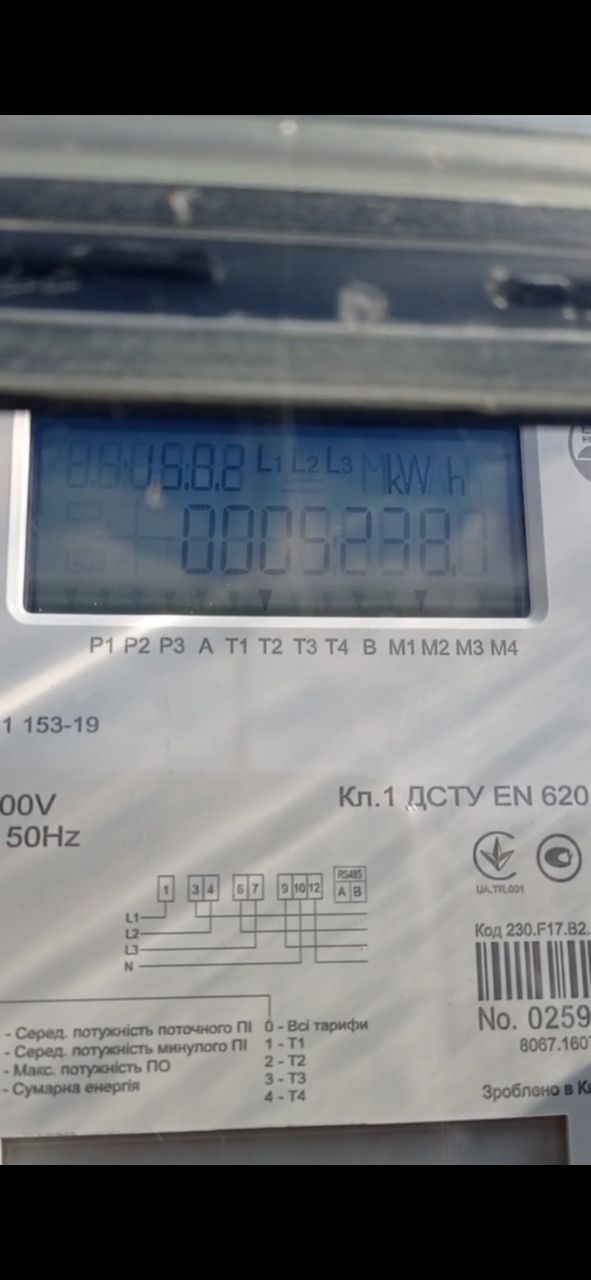 L1 L2 L3 kWh
0005238.1
P1 P2 P3 A T1 T2 T3 T4 B M1 M2 M3 M4
1 153-19
00V
50Hz
Кл.1 ДСТУ EN 620
UA.TR.001
1 3 4 6 7 9 10 12 RS485 A B
L1
L2
L3
N
Код 230.F17.B2.
No. 0259
8067.160
- Серед. потужність поточного ПІ
- Серед. потужність минулого ПІ
- Макс. потужність ПО
- Сумарна енергія
0 - Всі тарифи
1 - T1
2 - T2
3 - T3
4 - T4
Зроблено в